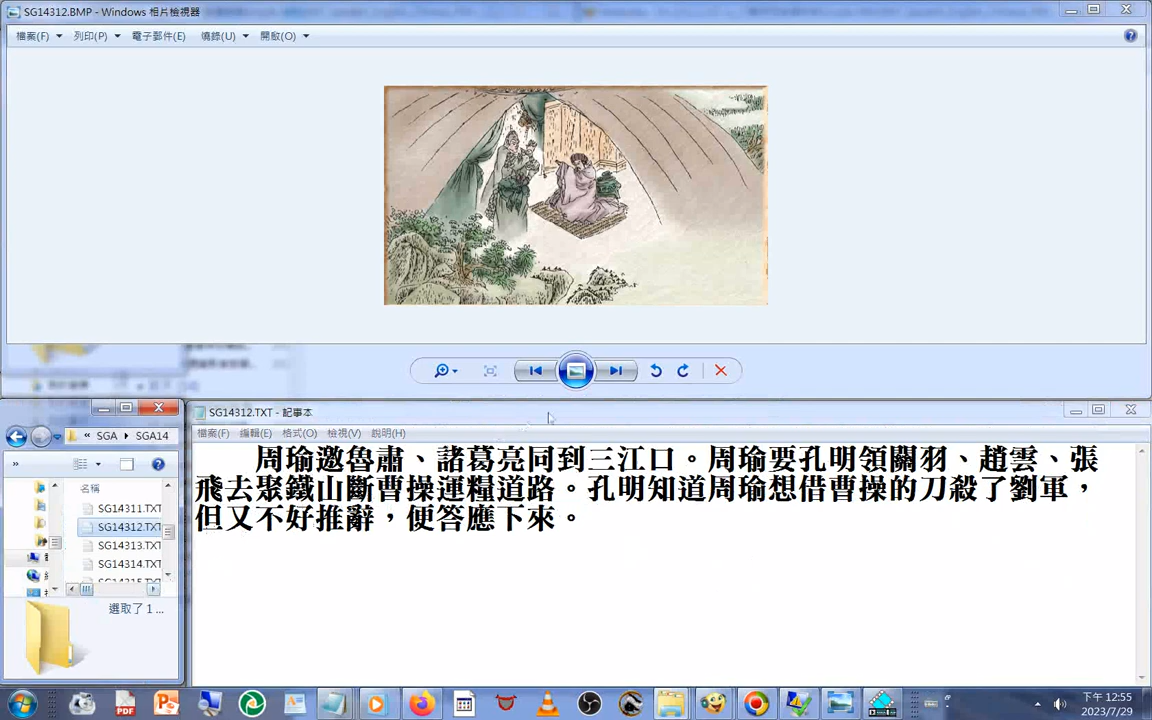 SG14312.BMP - Windows 相片檢視器
檔案(F) 列印(P) 電子郵件(E) 燒錄(U) 開啟(O)
SGA SGA14
名稱
SG14311.TXT
SG14312.TXT
SG14313.TXT
SG14314.TXT
SG14315.TXT
選取了 1 ...
SG14312.TXT - 記事本
檔案(F) 編輯(E) 格式(O) 檢視(V) 說明(H)
周瑜邀魯肅、諸葛亮同到三江口。周瑜要孔明領關羽、趙雲、張
飛去聚鐵山斷曹操運糧道路。孔明知道周瑜想借曹操的刀殺了劉軍，
但又不好推辭，便答應下來。
PDF
下午 12:55
2023/7/29